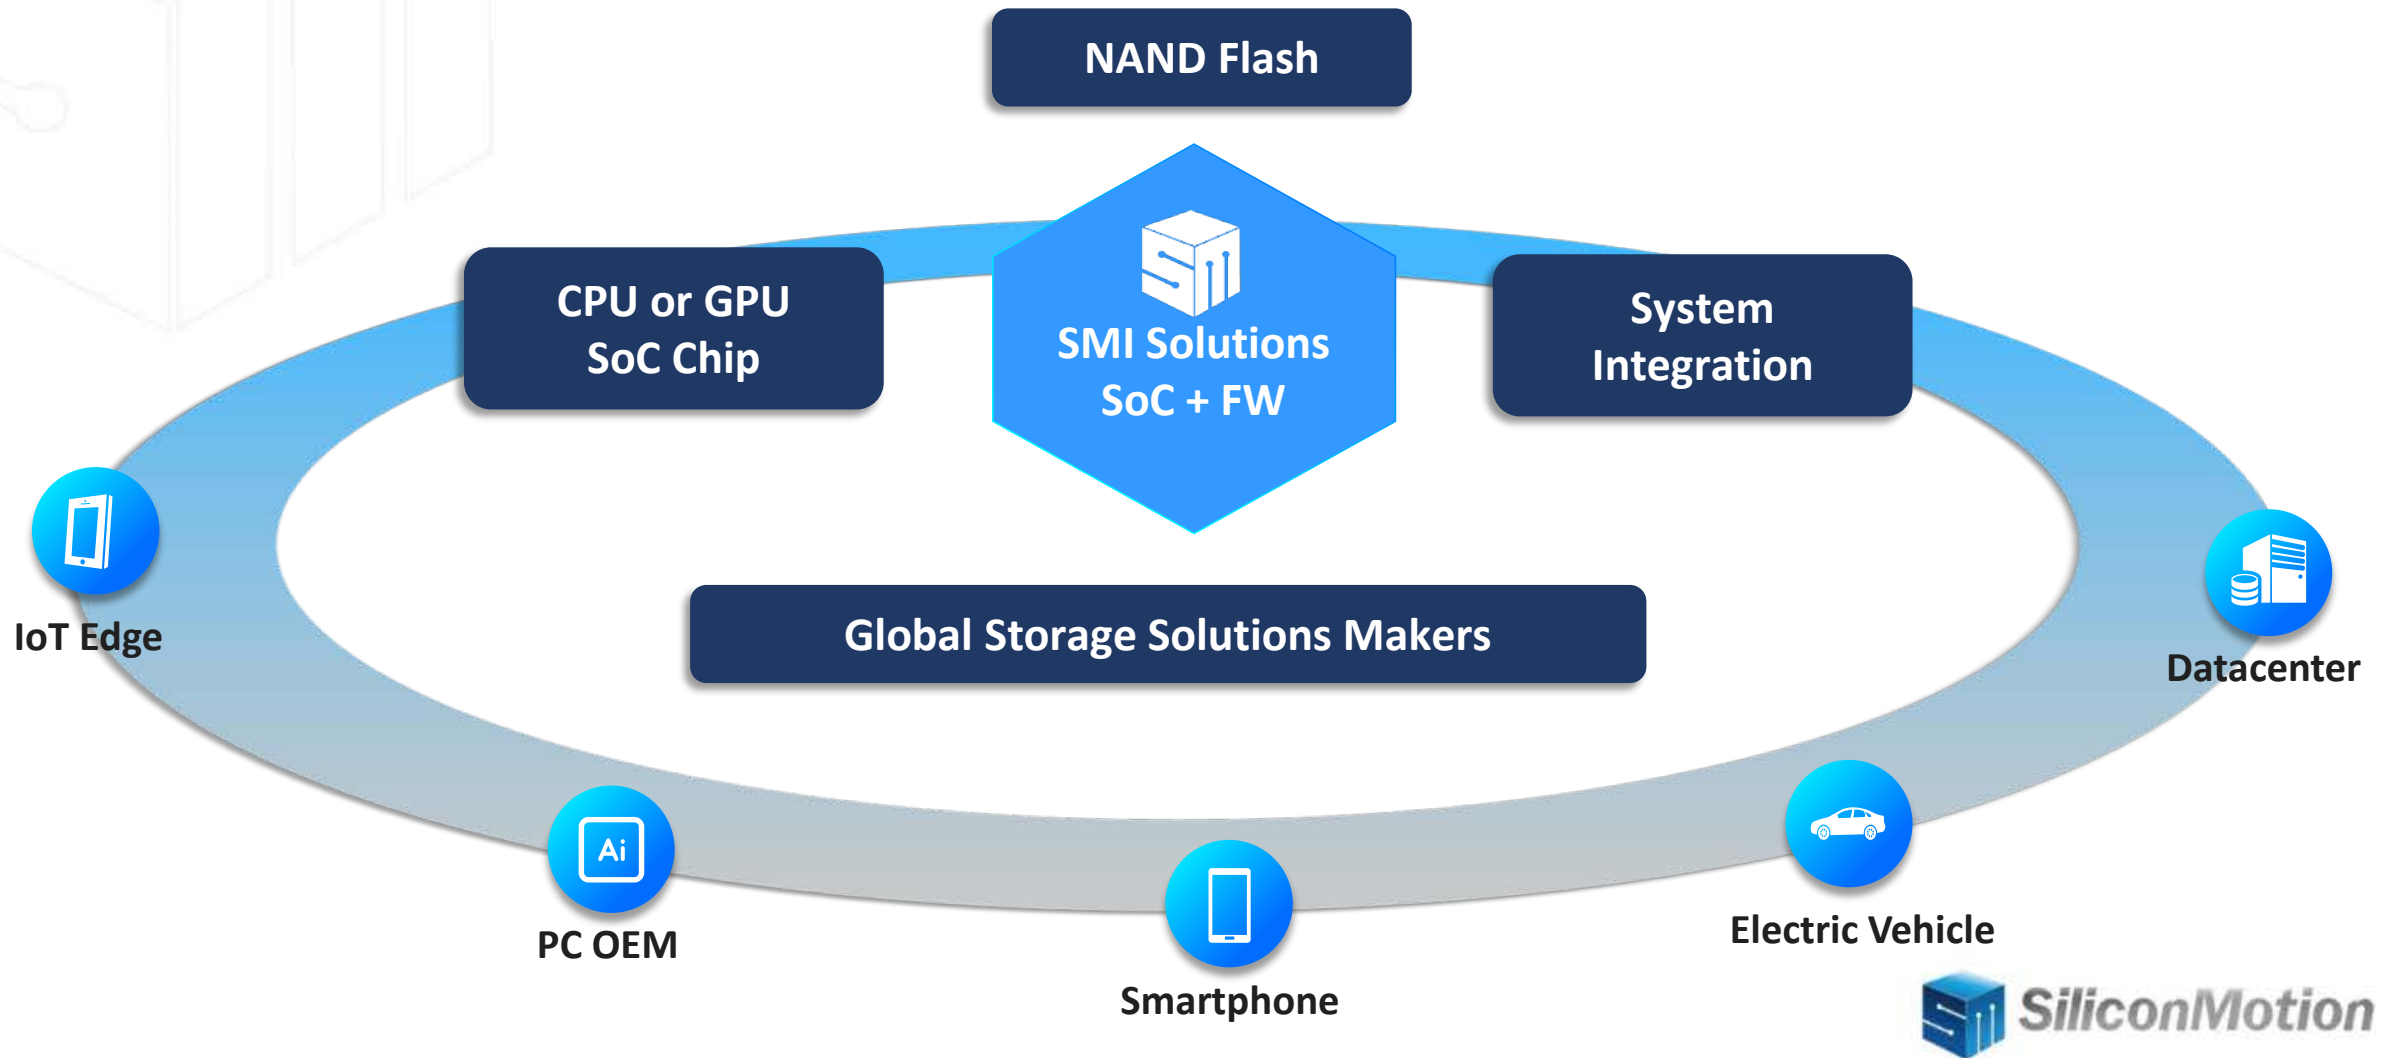 NAND Flash
CPU or GPU
SoC Chip
SMI Solutions
SoC + FW
System
Integration
IoT Edge
Global Storage Solutions Makers
Datacenter
Ai
PC OEM
Smartphone
Electric Vehicle
SiliconMotion